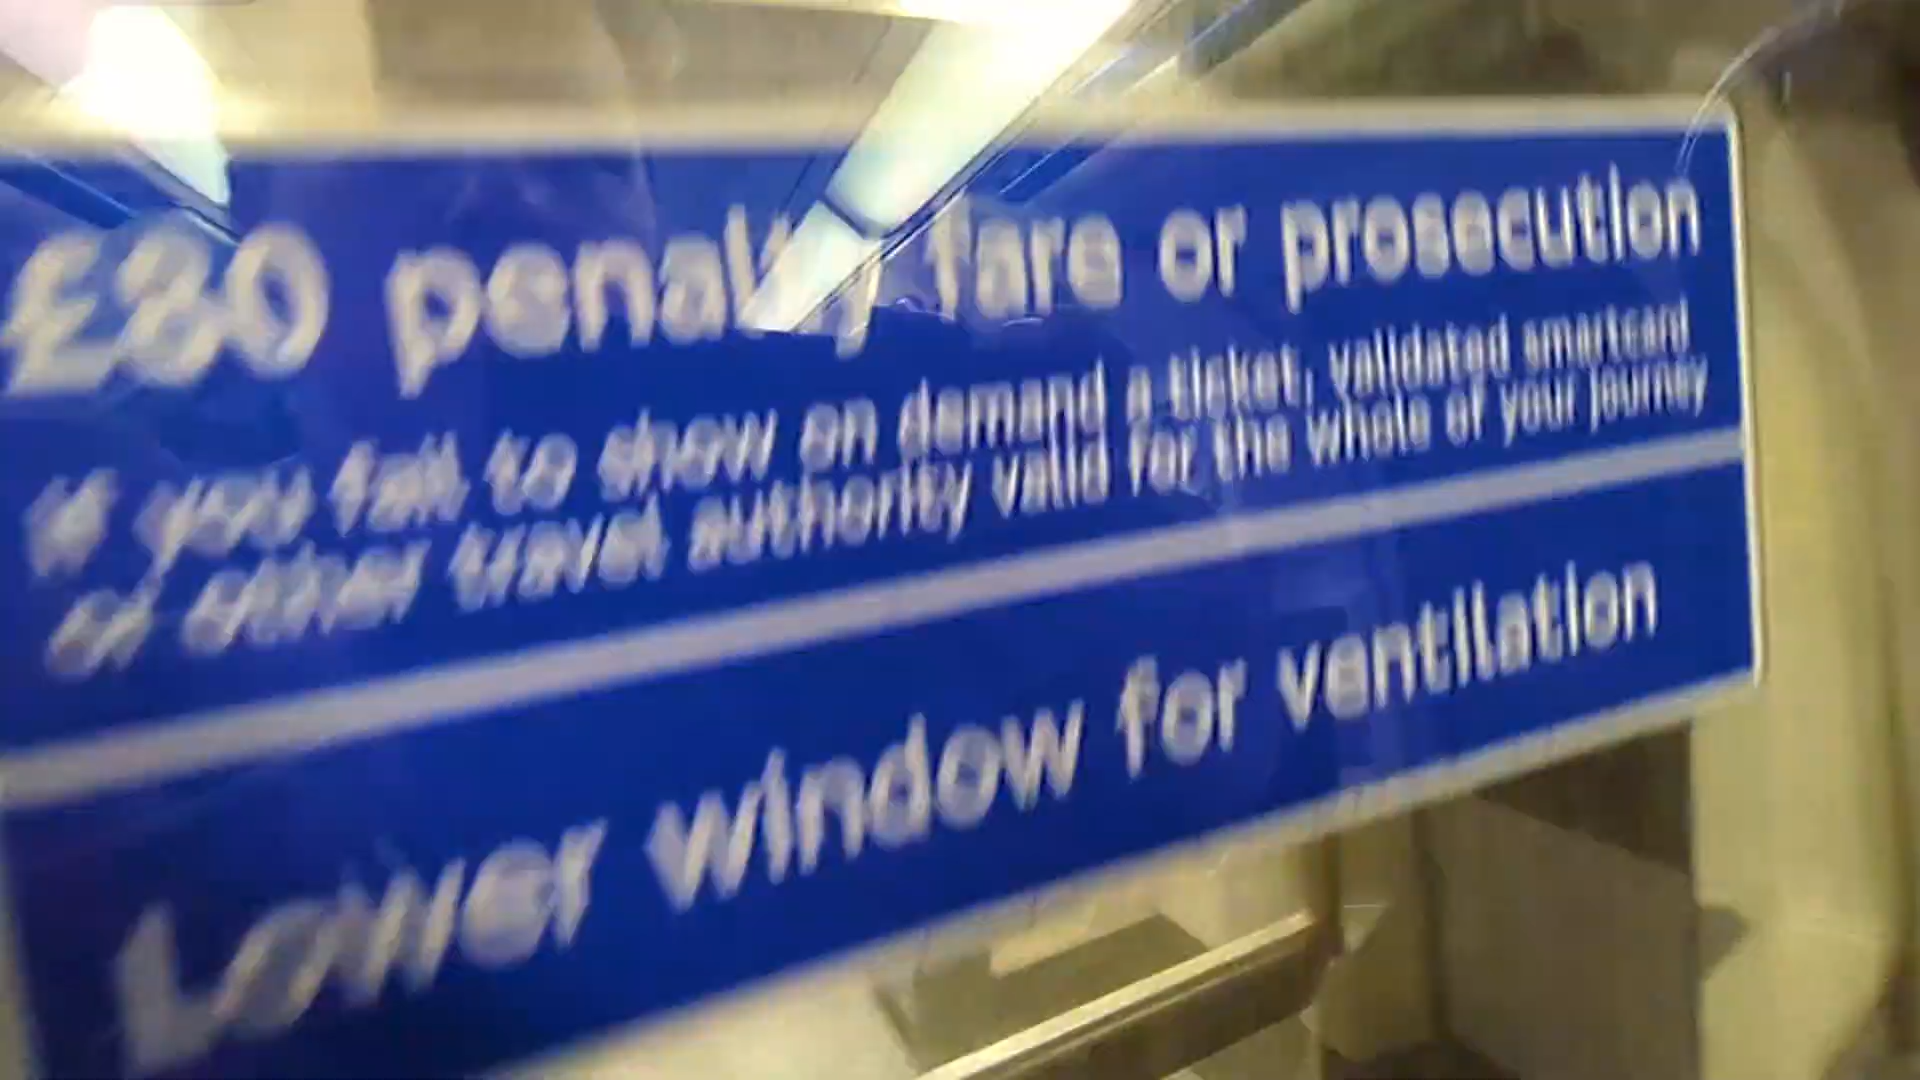 £80 penalty fare or prosecution
If you fail to show on demand a ticket, validated smartcard
or other travel authority valid for the whole of your journey
Lower window for ventilation